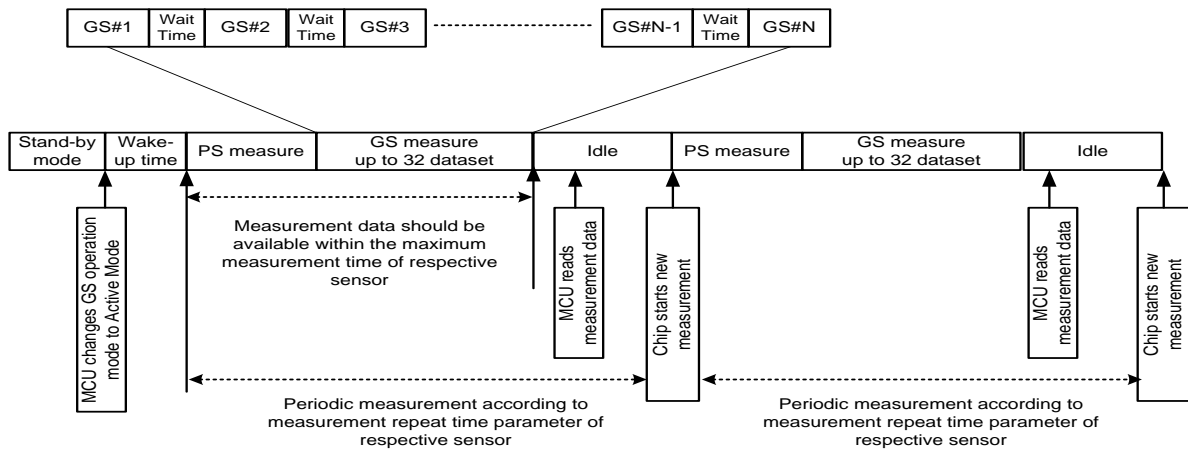 GS#1
Wait
Time
GS#2
Wait
Time
GS#3
GS#N-1
Wait
Time
GS#N
Stand-by
mode
Wake-
up time
PS measure
GS measure
up to 32 dataset
Idle
PS measure
GS measure
up to 32 dataset
Idle
MCU changes GS operation
mode to Active Mode
Measurement data should be
available within the maximum
measurement time of respective
sensor
MCU reads
measurement data
Chip starts new
measurement
MCU reads
measurement data
Chip starts new
measurement
Periodic measurement according to
measurement repeat time parameter of
respective sensor
Periodic measurement according to
measurement repeat time parameter of
respective sensor